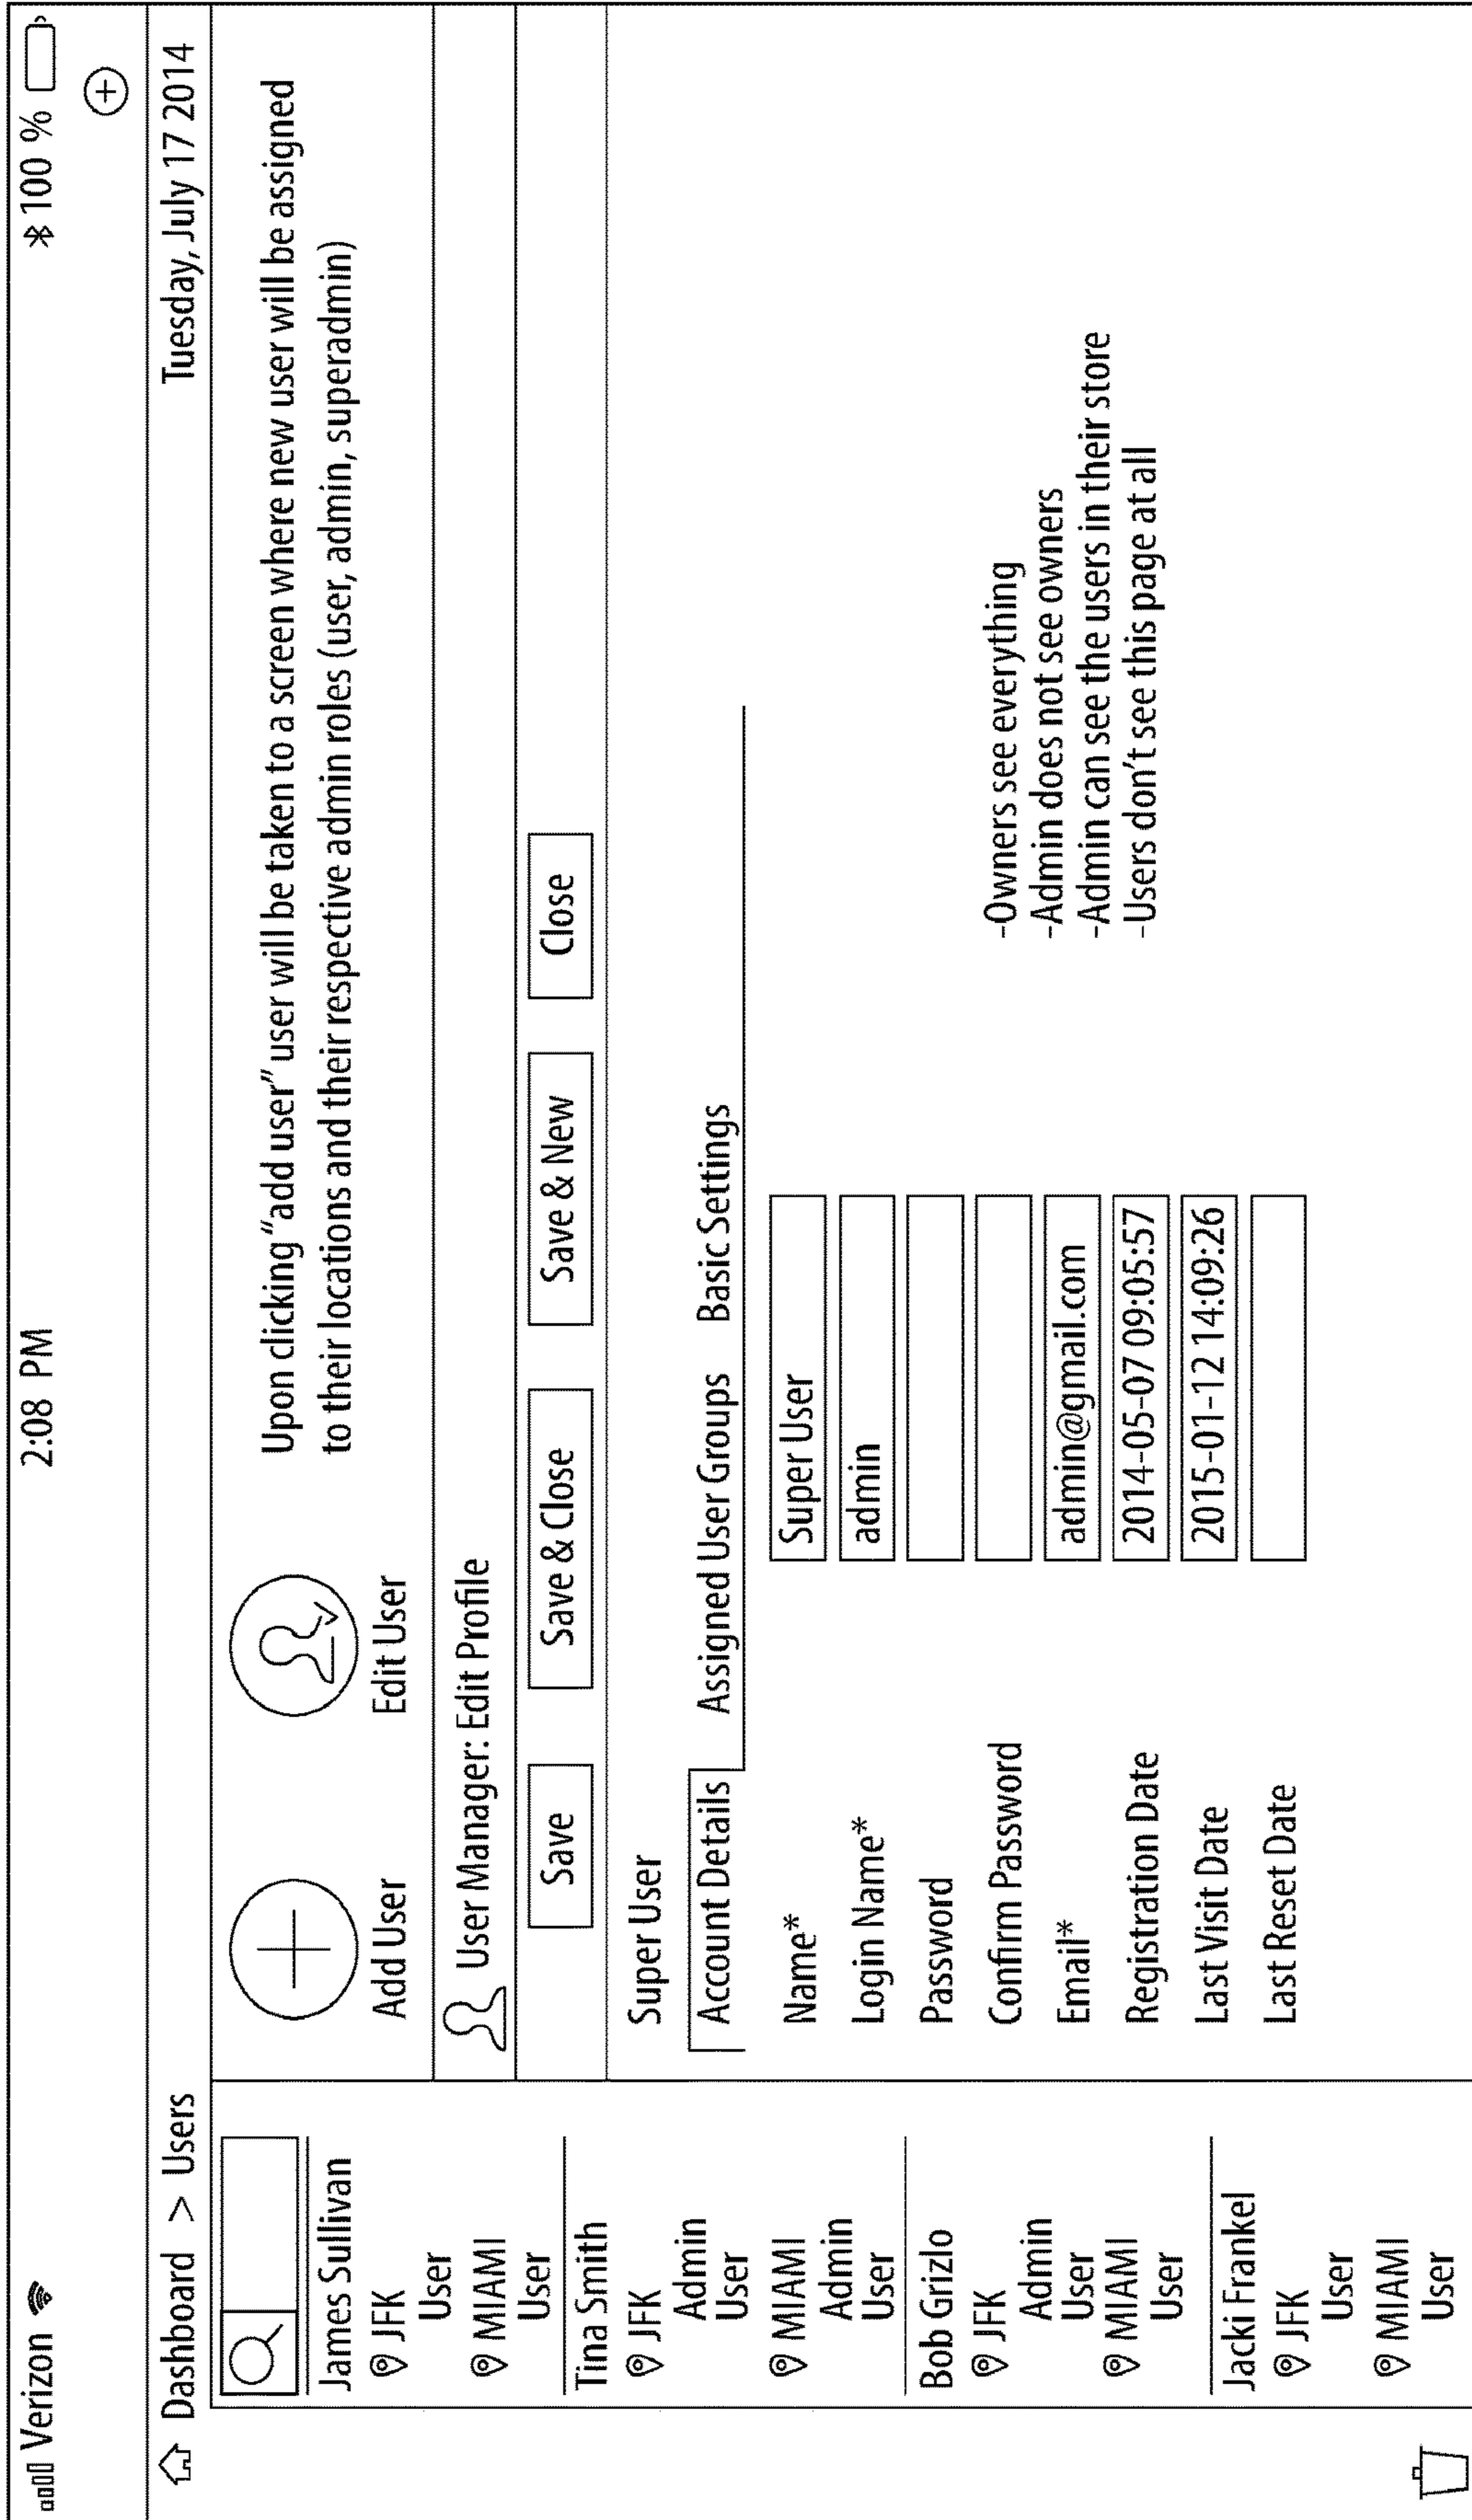 Verizon
2:08 PM
100 %
Dashboard > Users
Tuesday, July 17 2014
James Sullivan
JFK
User
MIAMI
User
Tina Smith
JFK
Admin
User
MIAMI
Admin
User
Bob Grizlo
JFK
Admin
User
MIAMI
User
Jacki Frankel
JFK
User
MIAMI
User
Add User
Edit User
Upon clicking "add user" user will be taken to a screen where new user will be assigned
to their locations and their respective admin roles (user, admin, superadmin)
User Manager: Edit Profile
Save
Save & Close
Save & New
Close
Super User
Account Details Assigned User Groups Basic Settings
Name* Super User
Login Name* admin
Password
Confirm Password
Email* admin@gmail.com
Registration Date 2014-05-07 09:05:57
Last Visit Date 2015-01-12 14:09:26
Last Reset Date
-Owners see everything
-Admin does not see owners
-Admin can see the users in their store
-Users don't see this page at all